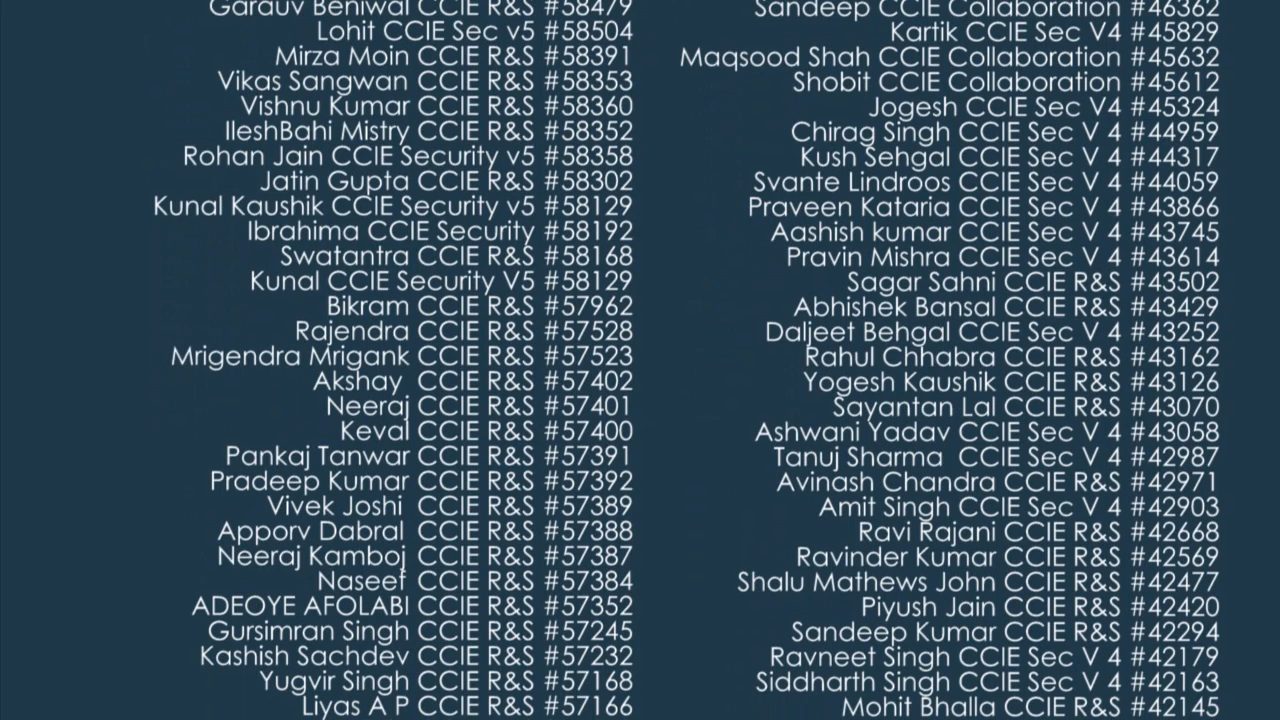 Garauv Beniwal CCIE R&S #58479
Lohit CCIE Sec v5 #58504
Mirza Moin CCIE R&S #58391
Vikas Sangwan CCIE R&S #58353
Vishnu Kumar CCIE R&S #58360
IleshBahi Mistry CCIE R&S #58352
Rohan Jain CCIE Security v5 #58358
Jatin Gupta CCIE R&S #58302
Kunal Kaushik CCIE Security v5 #58129
Ibrahima CCIE Security #58192
Swatantra CCIE R&S #58168
Kunal CCIE Security V5 #58129
Bikram CCIE R&S #57962
Rajendra CCIE R&S #57528
Mrigendra Mrigank CCIE R&S #57523
Akshay CCIE R&S #57402
Neeraj CCIE R&S #57401
Keval CCIE R&S #57400
Pankaj Tanwar CCIE R&S #57391
Pradeep Kumar CCIE R&S #57392
Vivek Joshi CCIE R&S #57389
Apporv Dabral CCIE R&S #57388
Neeraj Kamboj CCIE R&S #57387
Naseef CCIE R&S #57384
ADEOYE AFOLABI CCIE R&S #57352
Gursimran Singh CCIE R&S #57245
Kashish Sachdev CCIE R&S #57232
Yugvir Singh CCIE R&S #57168
Liyas A P CCIE R&S #57166
Sandeep CCIE Collaboration #46362
Kartik CCIE Sec V4 #45829
Maqsood Shah CCIE Collaboration #45632
Shobit CCIE Collaboration #45612
Jogesh CCIE Sec V4 #45324
Chirag Singh CCIE Sec V 4 #44959
Kush Sehgal CCIE Sec V 4 #44317
Svante Lindroos CCIE Sec V 4 #44059
Praveen Kataria CCIE Sec V 4 #43866
Aashish kumar CCIE Sec V 4 #43745
Pravin Mishra CCIE Sec V 4 #43614
Sagar Sahni CCIE R&S #43502
Abhishek Bansal CCIE R&S #43429
Daljeet Behgal CCIE Sec V 4 #43252
Rahul Chhabra CCIE R&S #43162
Yogesh Kaushik CCIE R&S #43126
Sayantan Lal CCIE R&S #43070
Ashwani Yadav CCIE Sec V 4 #43058
Tanuj Sharma CCIE Sec V 4 #42987
Avinash Chandra CCIE R&S #42971
Amit Singh CCIE Sec V 4 #42903
Ravi Rajani CCIE R&S #42668
Ravinder Kumar CCIE R&S #42569
Shalu Mathews John CCIE R&S #42477
Piyush Jain CCIE R&S #42420
Sandeep Kumar CCIE R&S #42294
Ravneet Singh CCIE Sec V 4 #42179
Siddharth Singh CCIE Sec V 4 #42163
Mohit Bhalla CCIE R&S #42145